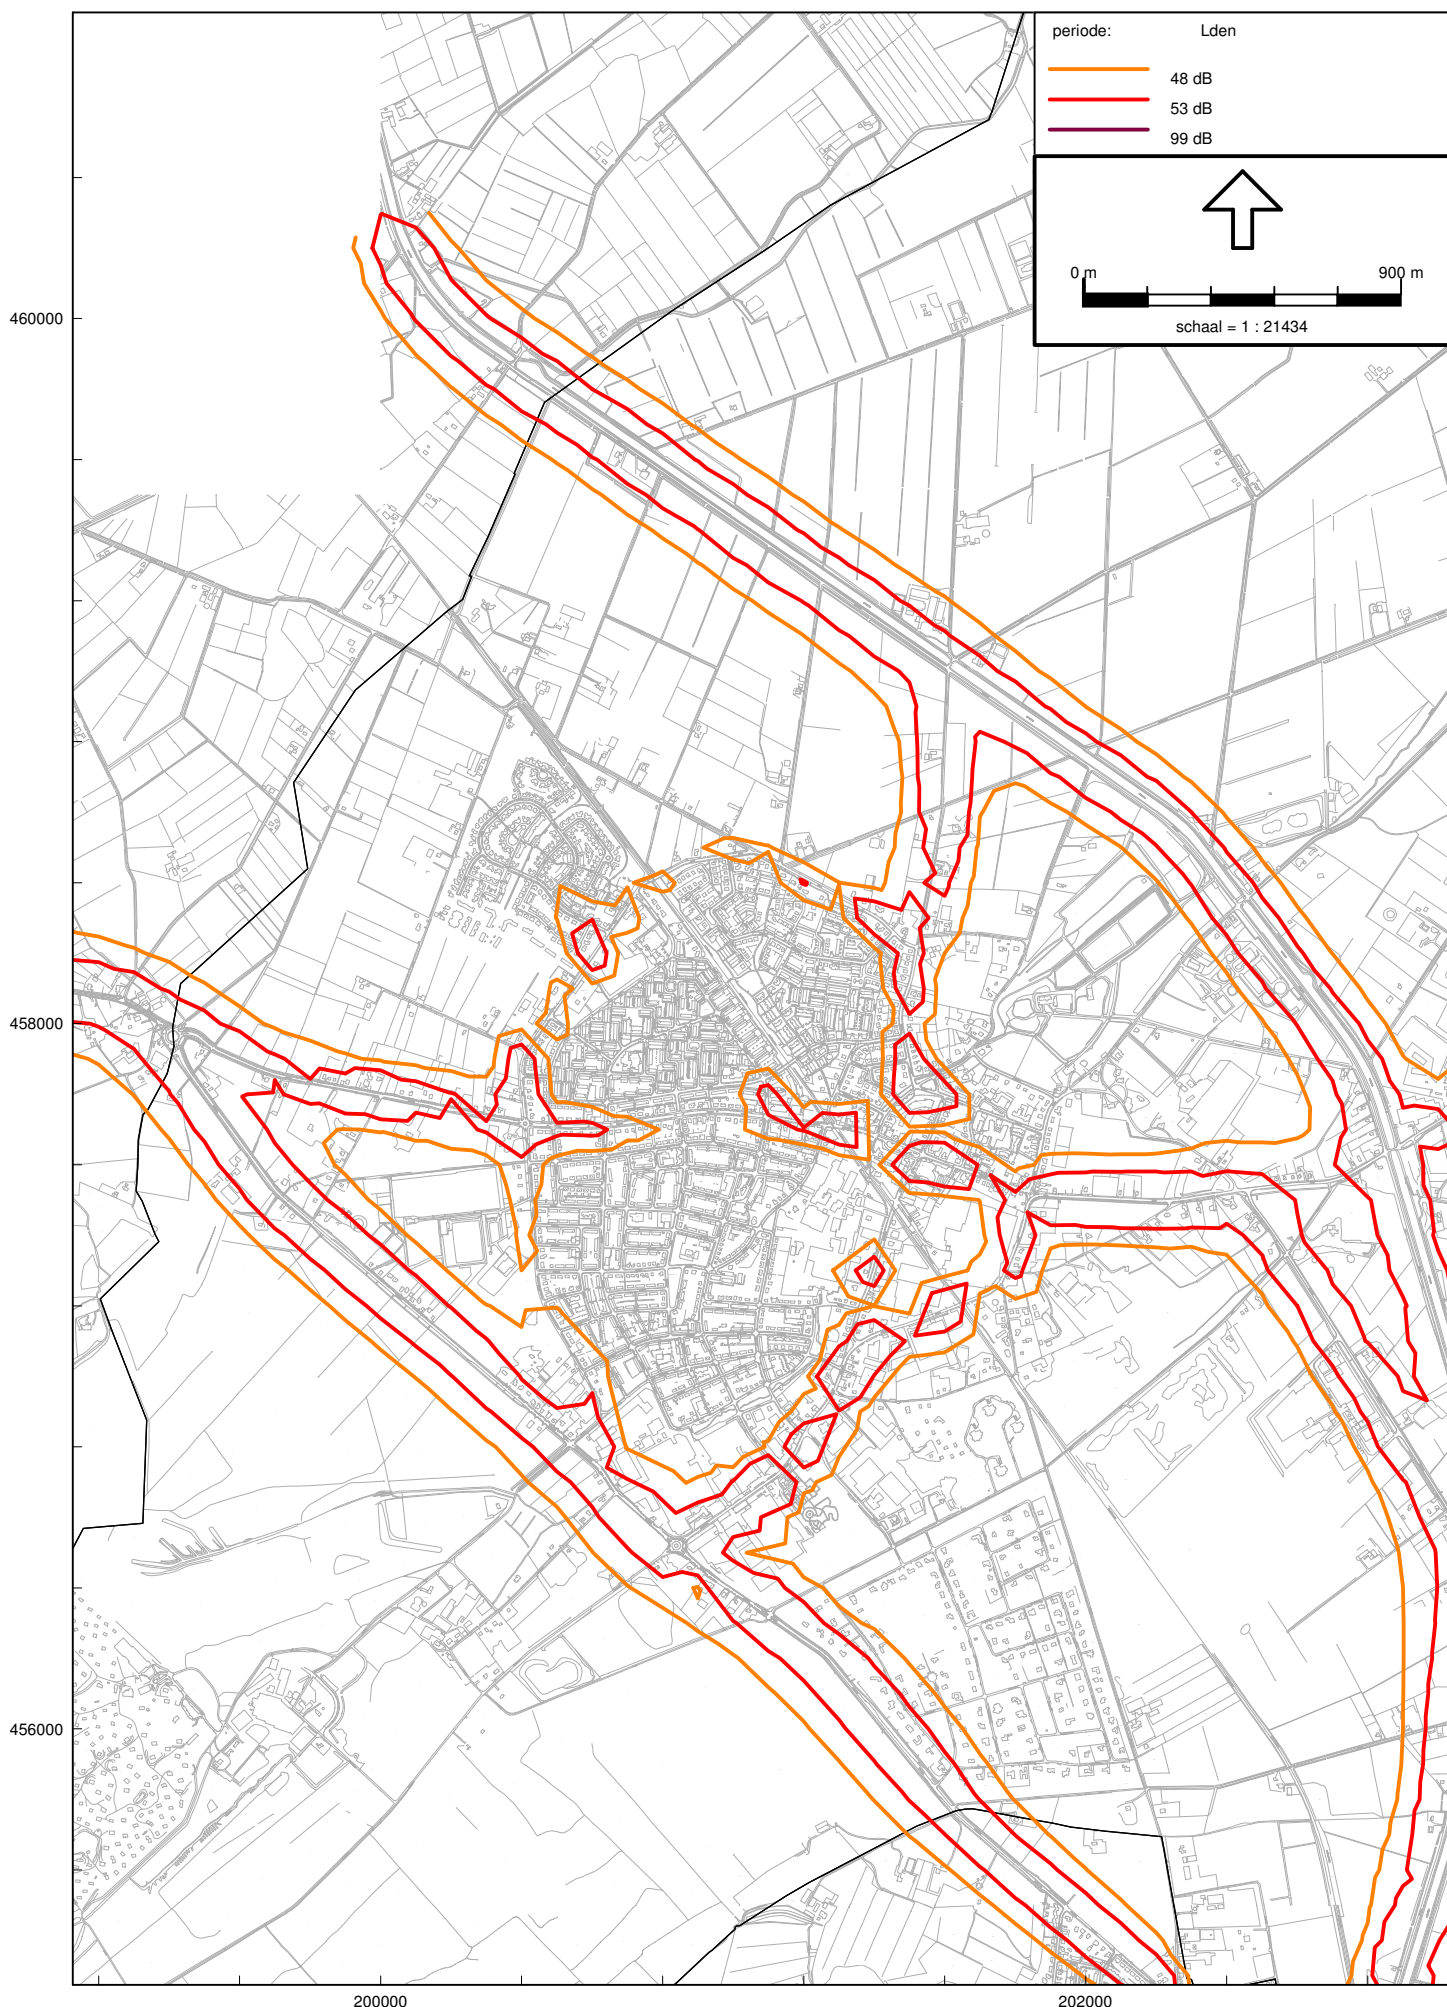 periode: Lden
48 dB
53 dB
99 dB
0 m 900 m
schaal = 1 : 21434
460000
458000
456000
200000 202000